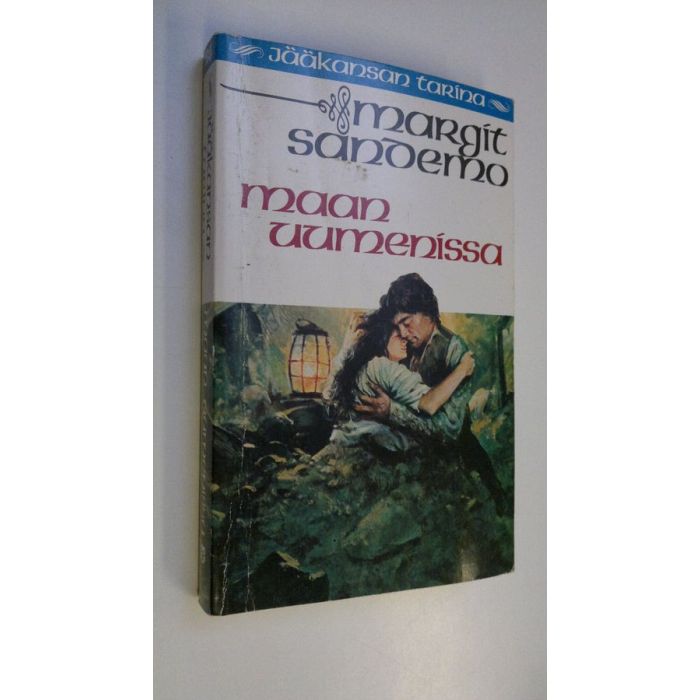 Jääkansan tarina
Margit
Sandemo
Maan
uumenissa